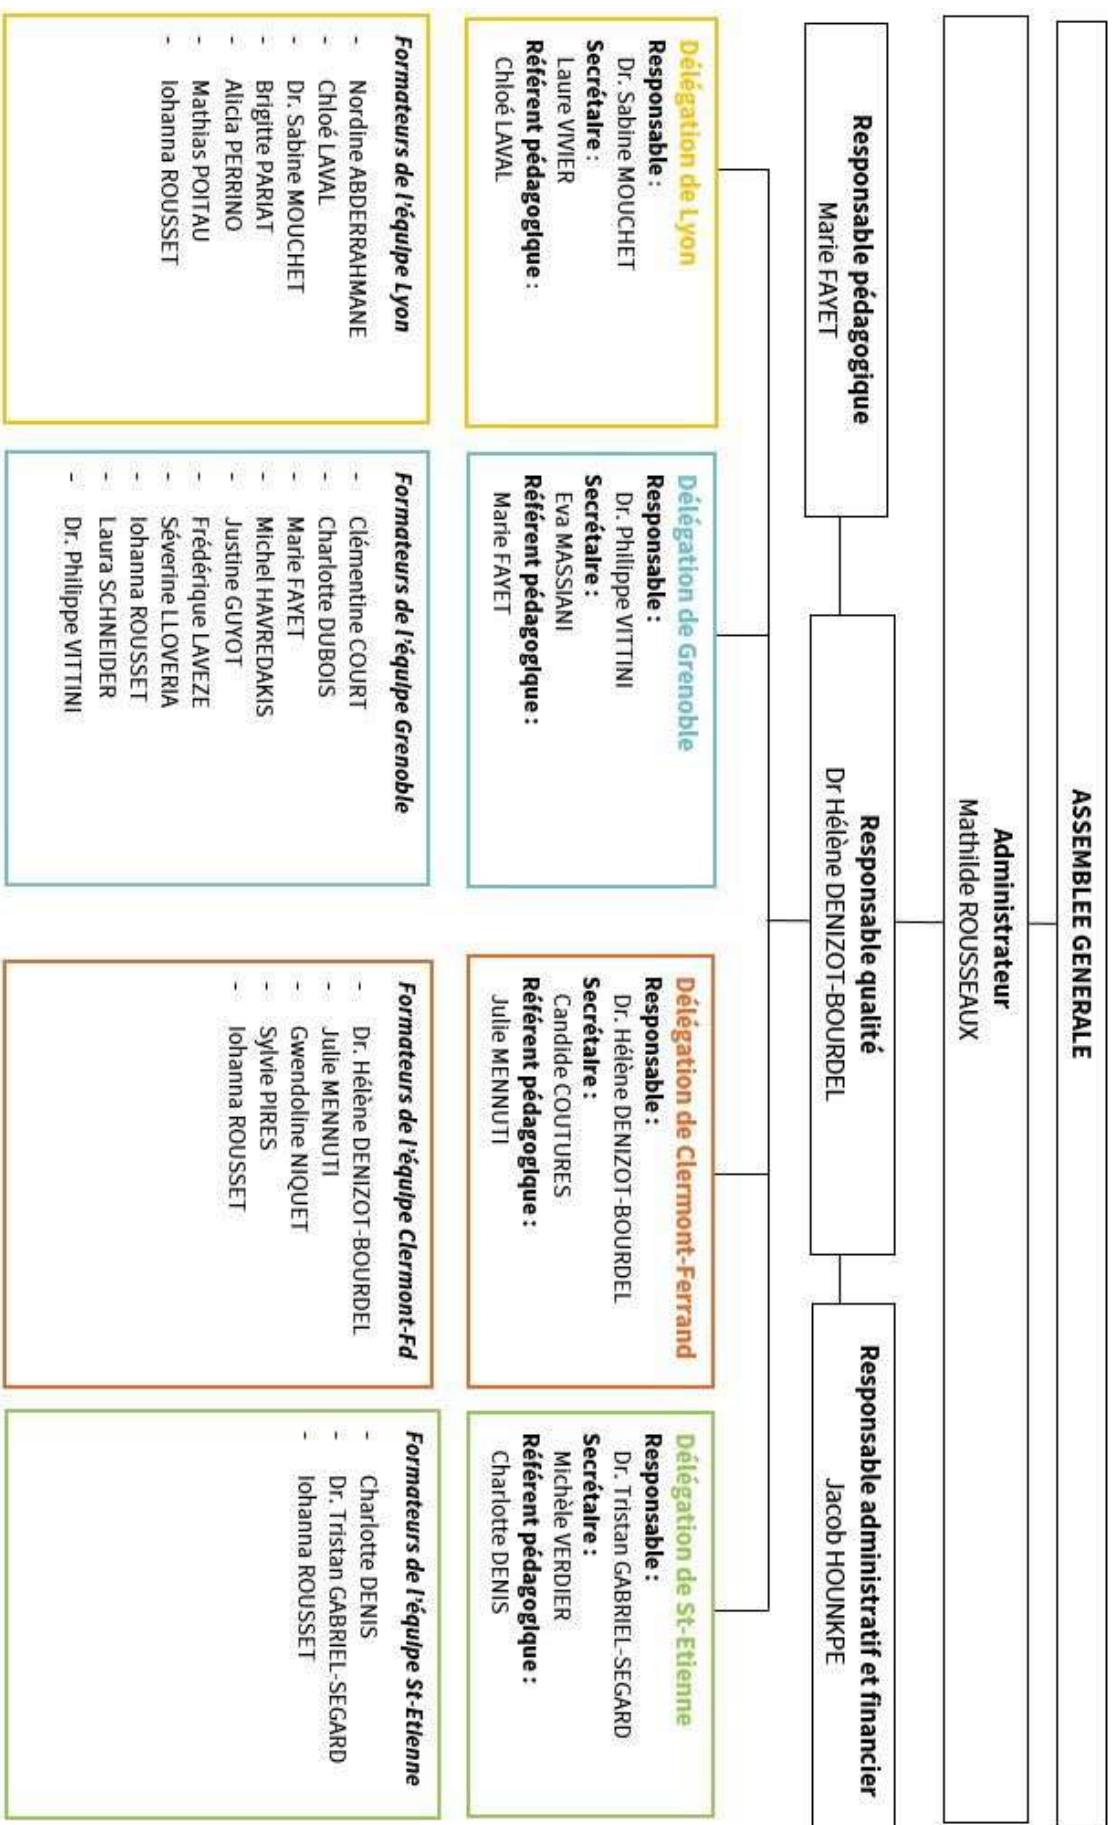 ASSEMBLEE GENERALE
Administrateur
Mathilde ROUSSEAUX
Responsable pédagogique
Marie FAYET
Responsable qualité
Dr Hélène DENIZOT-BOURDEL
Responsable administratif et financier
Jacob HOUNKPE
Délégation de Lyon
Responsable :
Dr. Sabine MOUCHET
Secrétaire :
Laure VIVIER
Référent pédagogique :
Chloé LAVAL
Délégation de Grenoble
Responsable :
Dr. Philippe VITTINI
Secrétaire :
Eva MASSIANI
Référent pédagogique :
Marie FAYET
Délégation de Clermont-Ferrand
Responsable :
Dr. Hélène DENIZOT-BOURDEL
Secrétaire :
Candide COUTURES
Référent pédagogique :
Julie MENNUTI
Délégation de St-Etienne
Responsable :
Dr. Tristan GABRIEL-SEGARD
Secrétaire :
Michèle VERDIER
Référent pédagogique :
Charlotte DENIS
Formateurs de l'équipe Lyon
- Nordine ABDERRAHMANE
- Chloé LAVAL
- Dr. Sabine MOUCHET
- Brigitte PARIAT
- Alicia PERRINO
- Mathias POITAU
- Iohanna ROUSSET
Formateurs de l'équipe Grenoble
- Clémentine COURT
- Charlotte DUBOIS
- Marie FAYET
- Michel HAVREDAKIS
- Justine GUYOT
- Frédérique LAVEZE
- Séverine LLOVERIA
- Iohanna ROUSSET
- Laura SCHNEIDER
- Dr. Philippe VITTINI
Formateurs de l'équipe Clermont-Fd
- Dr. Hélène DENIZOT-BOURDEL
- Julie MENNUTI
- Gwendoline NIQUET
- Sylvie PIRES
- Iohanna ROUSSET
Formateurs de l'équipe St-Etienne
- Charlotte DENIS
- Dr. Tristan GABRIEL-SEGARD
- Iohanna ROUSSET